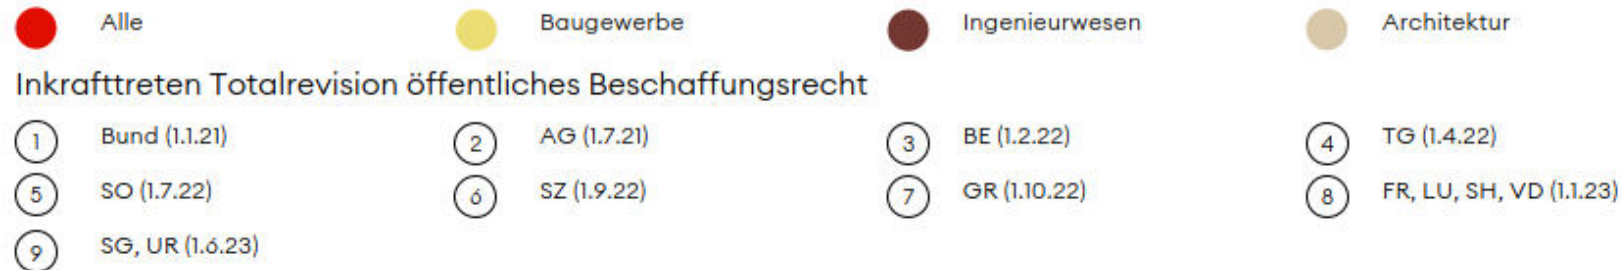 Alle Baugewerbe Ingenieurwesen Architektur
Inkrafttreten Totalrevision öffentliches Beschaffungsrecht
1 Bund (1.1.21) 2 AG (1.7.21) 3 BE (1.2.22) 4 TG (1.4.22)
5 SO (1.7.22) 6 SZ (1.9.22) 7 GR (1.10.22) 8 FR, LU, SH, VD (1.1.23)
9 SG, UR (1.6.23)